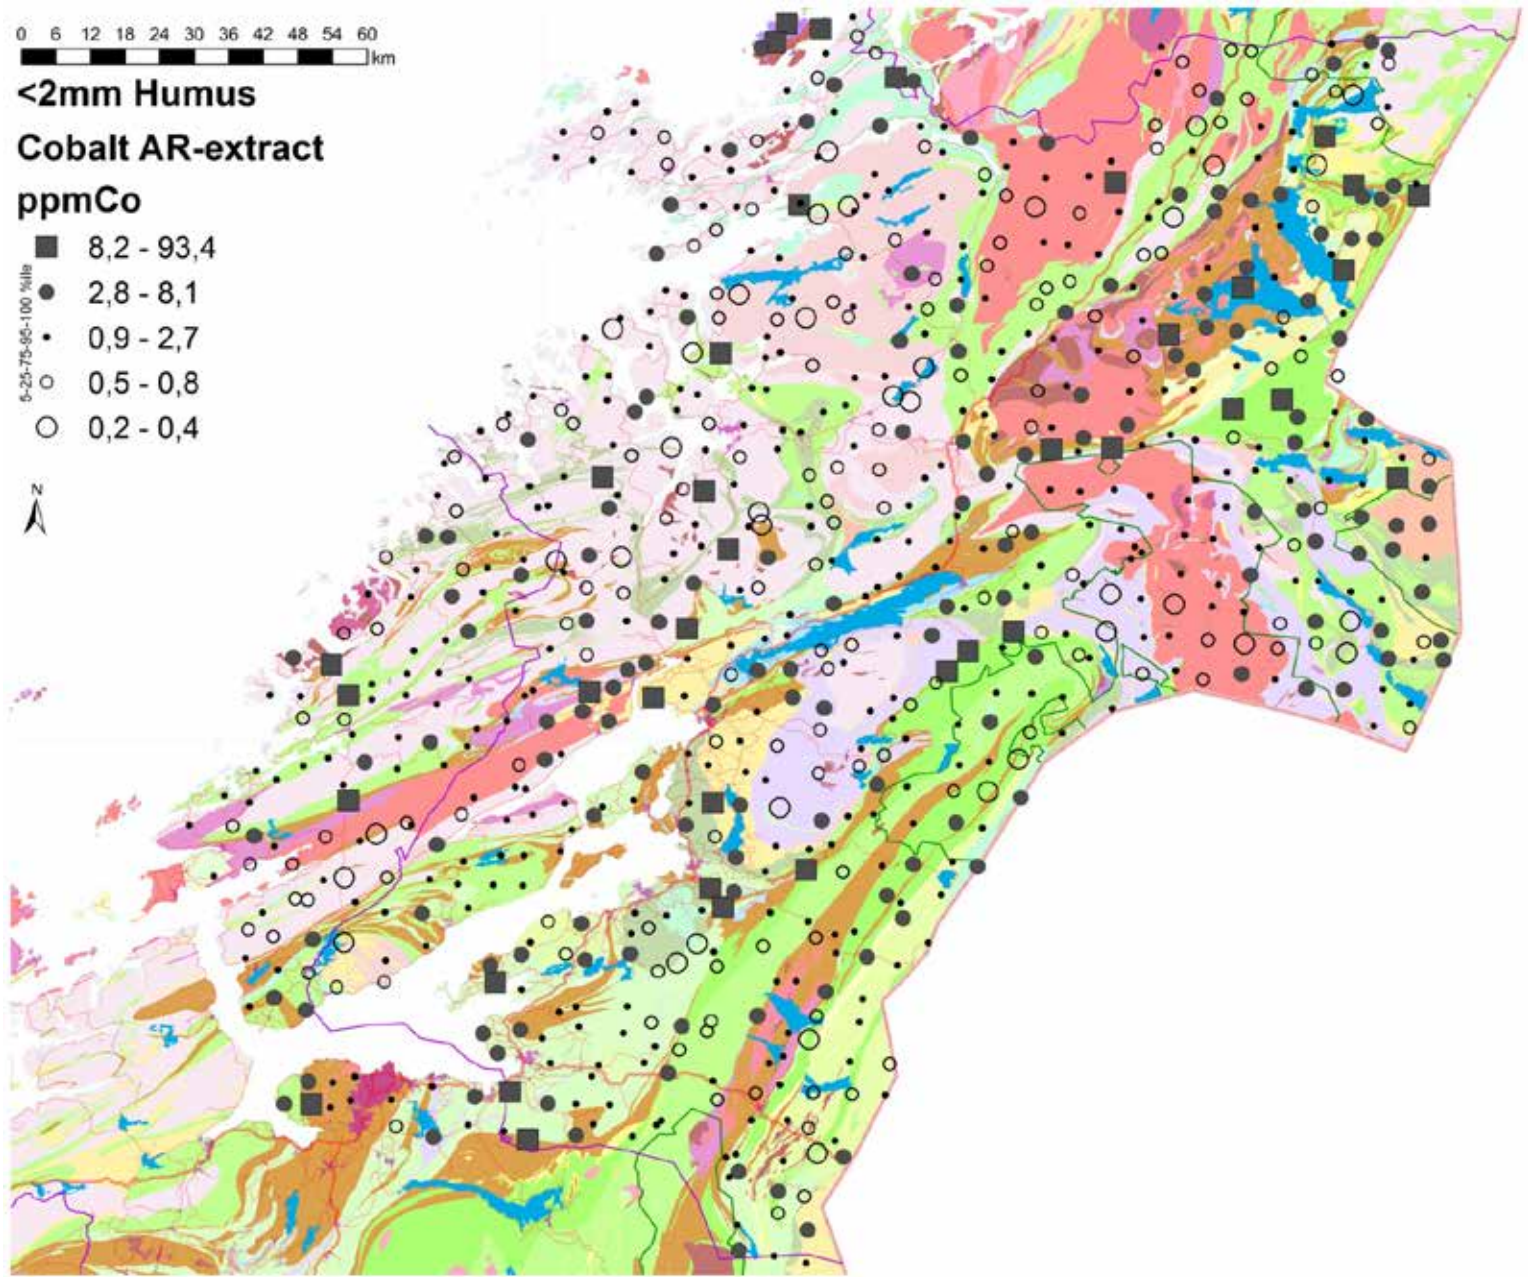 0 6 12 18 24 30 36 42 48 54 60
km
<2mm Humus
Cobalt AR-extract
ppmCo
8,2 - 93,4
2,8 - 8,1
0,9 - 2,7
0,5 - 0,8
0,2 - 0,4
5-25-75-95-100 %ile
N